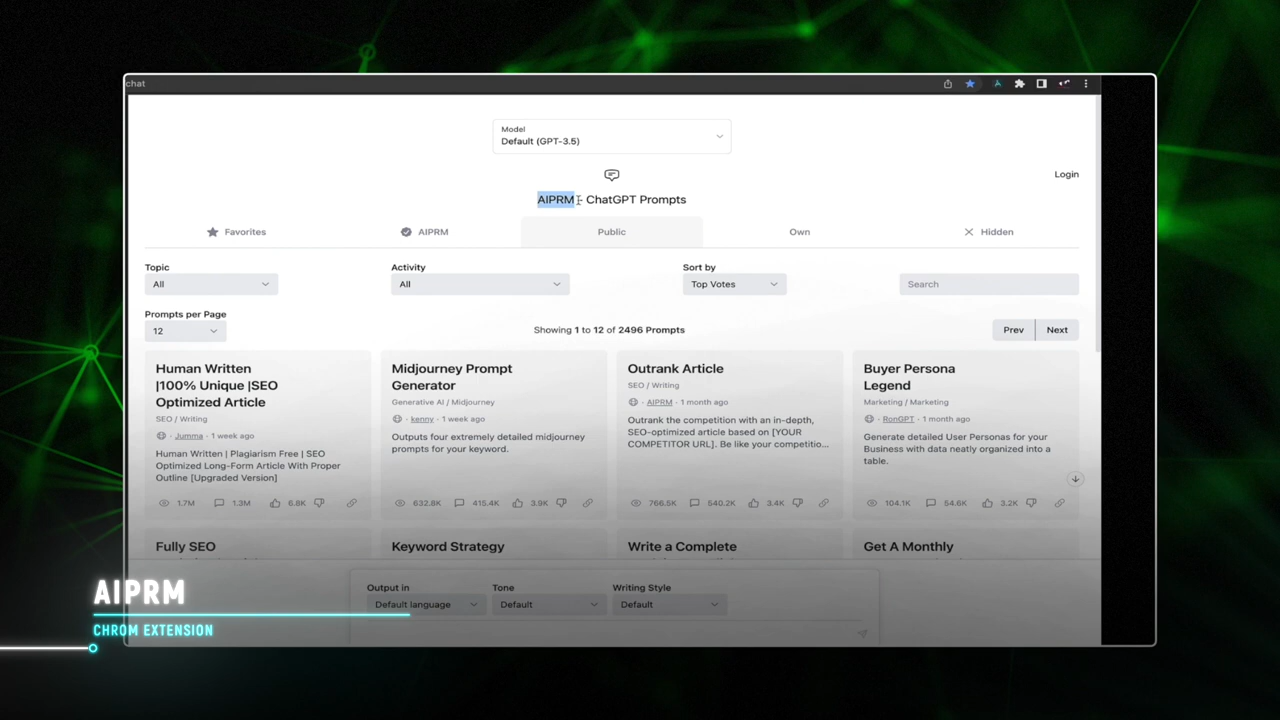 chat
Model
Default (GPT-3.5)
Login
AIPRM - ChatGPT Prompts
Favorites
AIPRM
Public
Own
Hidden
Topic
Activity
Sort by
All
All
Top Votes
Search
Prompts per Page
12
Showing 1 to 12 of 2496 Prompts
Prev
Next
Human Written
|100% Unique |SEO
Optimized Article
SEO / Writing
Jumma · 1 week ago
Human Written | Plagiarism Free | SEO
Optimized Long-Form Article With Proper
Outline [Upgraded Version]
1.7M 1.3M 6.8K
Midjourney Prompt
Generator
Generative AI / Midjourney
kenny · 1 week ago
Outputs four extremely detailed midjourney
prompts for your keyword.
632.8K 415.4K 3.9K
Outrank Article
SEO / Writing
AIPRM · 1 month ago
Outrank the competition with an in-depth,
SEO-optimized article based on [YOUR
COMPETITOR URL]. Be like your competitio...
766.5K 540.2K 3.4K
Buyer Persona
Legend
Marketing / Marketing
RonGPT · 1 month ago
Generate detailed User Personas for your
Business with data neatly organized into a
table.
104.1K 54.6K 3.2K
Fully SEO
Keyword Strategy
Write a Complete
Get A Monthly
Output in
Tone
Writing Style
Default language
Default
Default
AIPRM
CHROM EXTENSION